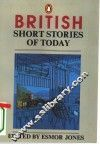 BRITISH
SHORT STORIES
OF TODAY
EDITED BY ESMOR JONES